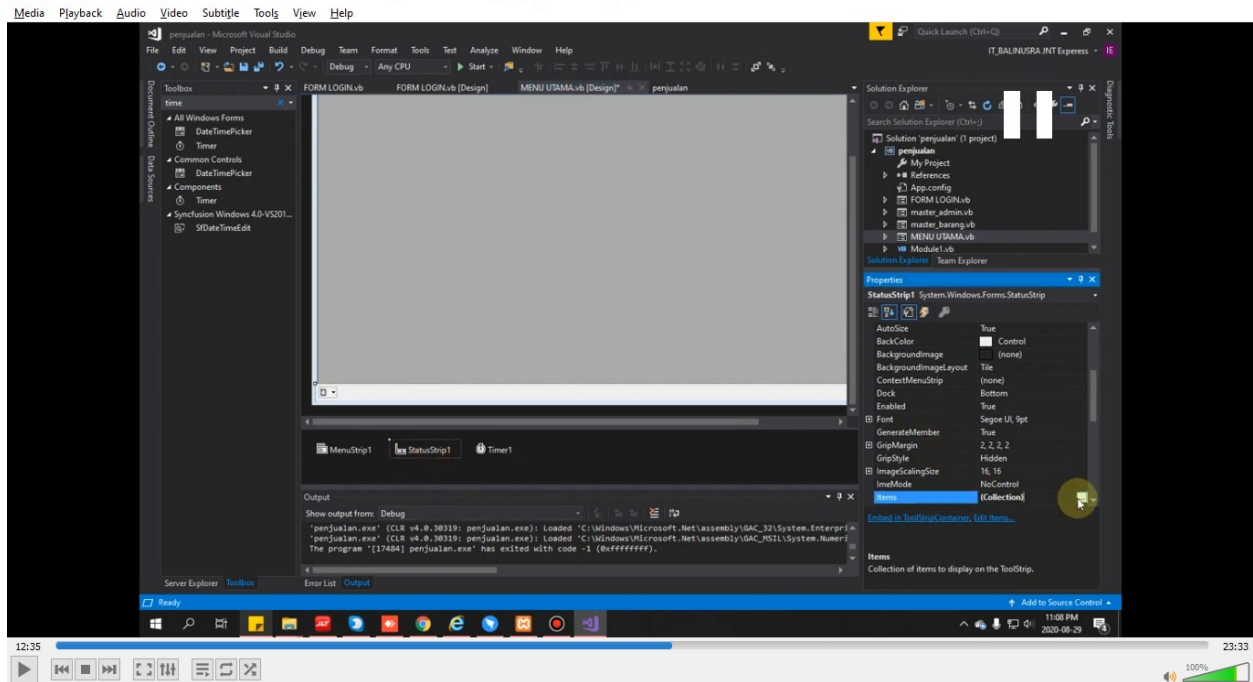 Media Playback Audio Video Subtitle Tools View Help
penjualan - Microsoft Visual Studio
Quick Launch (Ctrl+Q)
File Edit View Project Build Debug Team Format Tools Test Analyze Window Help
IT_BALINUSRA JNT Experess IE
Debug Any CPU Start
Document Outline
Data Sources
Toolbox
time
All Windows Forms
DateTimePicker
Timer
Common Controls
DateTimePicker
Components
Timer
Syncfusion Windows 4.0-VS201...
SfDateTimeEdit
Server Explorer Toolbox
FORM LOGIN.vb FORM LOGIN.vb [Design] MENU UTAMA.vb [Design]* penjualan
MenuStrip1 StatusStrip1 Timer1
Output
Show output from: Debug
'penjualan.exe' (CLR v4.0.30319: penjualan.exe): Loaded 'C:\Windows\Microsoft.Net\assembly\GAC_32\System.Enterpri
'penjualan.exe' (CLR v4.0.30319: penjualan.exe): Loaded 'C:\Windows\Microsoft.Net\assembly\GAC_MSIL\System.Numeri
The program '[17484] penjualan.exe' has exited with code -1 (0xffffffff).
Error List Output
Solution Explorer
Search Solution Explorer (Ctrl+;)
Solution 'penjualan' (1 project)
penjualan
My Project
References
App.config
FORM LOGIN.vb
master_admin.vb
master_barang.vb
MENU UTAMA.vb
Module1.vb
Solution Explorer Team Explorer
Diagnostic Tools
Properties
StatusStrip1 System.Windows.Forms.StatusStrip
AutoSize True
BackColor Control
BackgroundImage (none)
BackgroundImageLayout Tile
ContextMenuStrip (none)
Dock Bottom
Enabled True
Font Segoe UI, 9pt
GenerateMember True
GripMargin 2, 2, 2, 2
GripStyle Hidden
ImageScalingSize 16, 16
ImeMode NoControl
Items (Collection)
Embed in ToolStripContainer, Edit Items...
Items
Collection of items to display on the ToolStrip.
Ready
Add to Source Control
J&T
11:08 PM
2020-08-29
4
12:35
23:33
100%